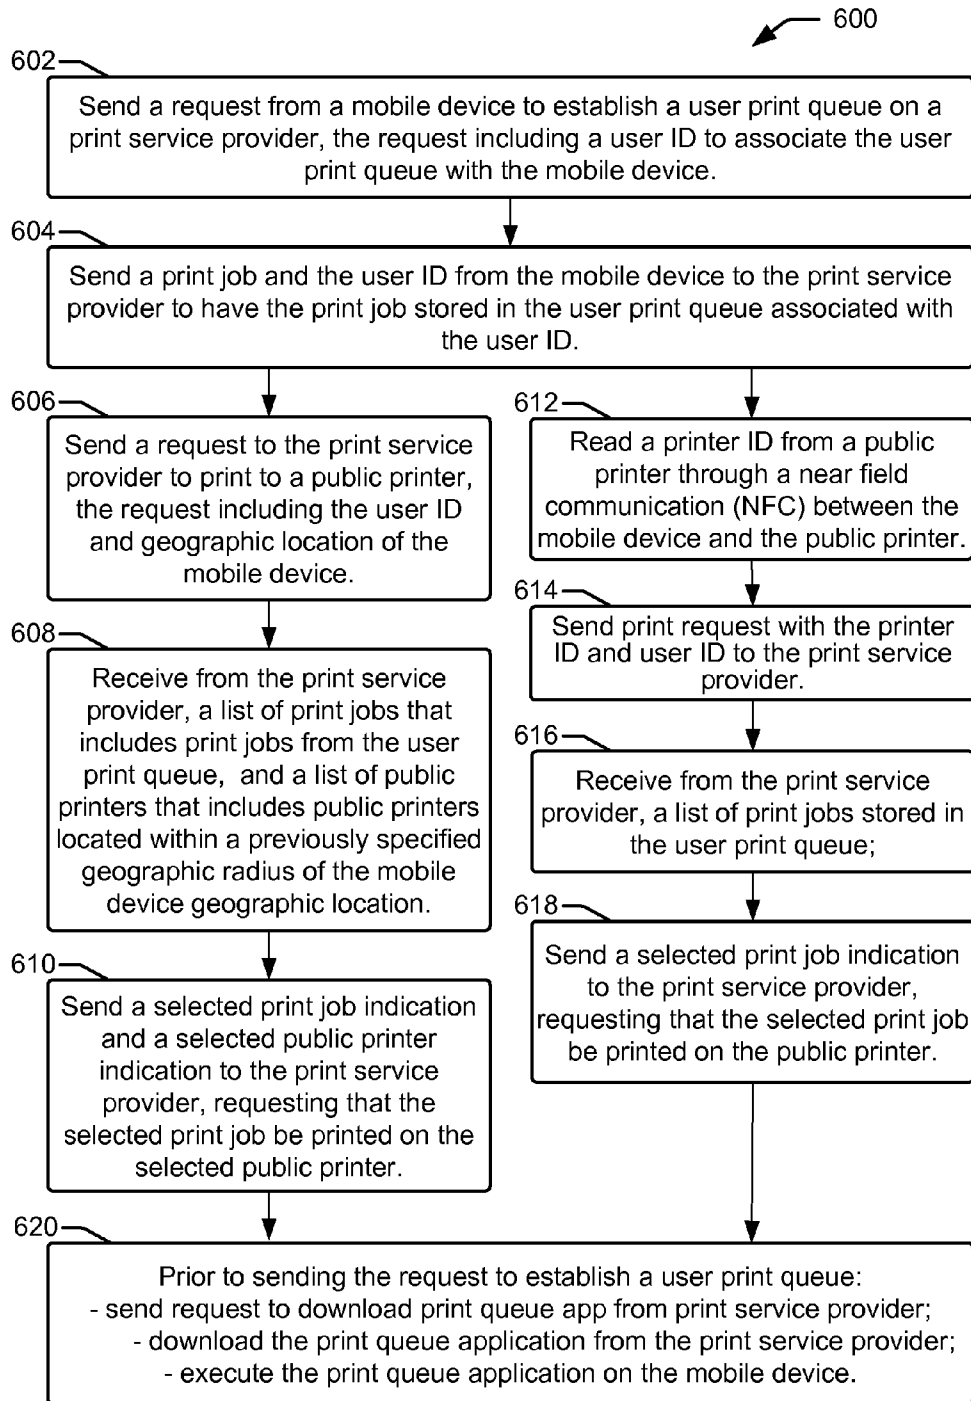 600
602
Send a request from a mobile device to establish a user print queue on a
print service provider, the request including a user ID to associate the user
print queue with the mobile device.
604
Send a print job and the user ID from the mobile device to the print service
provider to have the print job stored in the user print queue associated with
the user ID.
606
Send a request to the print service
provider to print to a public printer,
the request including the user ID
and geographic location of the
mobile device.
608
Receive from the print service
provider, a list of print jobs that
includes print jobs from the user
print queue, and a list of public
printers that includes public printers
located within a previously specified
geographic radius of the mobile
device geographic location.
610
Send a selected print job indication
and a selected public printer
indication to the print service
provider, requesting that the
selected print job be printed on the
selected public printer.
612
Read a printer ID from a public
printer through a near field
communication (NFC) between the
mobile device and the public printer.
614
Send print request with the printer
ID and user ID to the print service
provider.
616
Receive from the print service
provider, a list of print jobs stored in
the user print queue;
618
Send a selected print job indication
to the print service provider,
requesting that the selected print job
be printed on the public printer.
620
Prior to sending the request to establish a user print queue:
- send request to download print queue app from print service provider;
- download the print queue application from the print service provider;
- execute the print queue application on the mobile device.